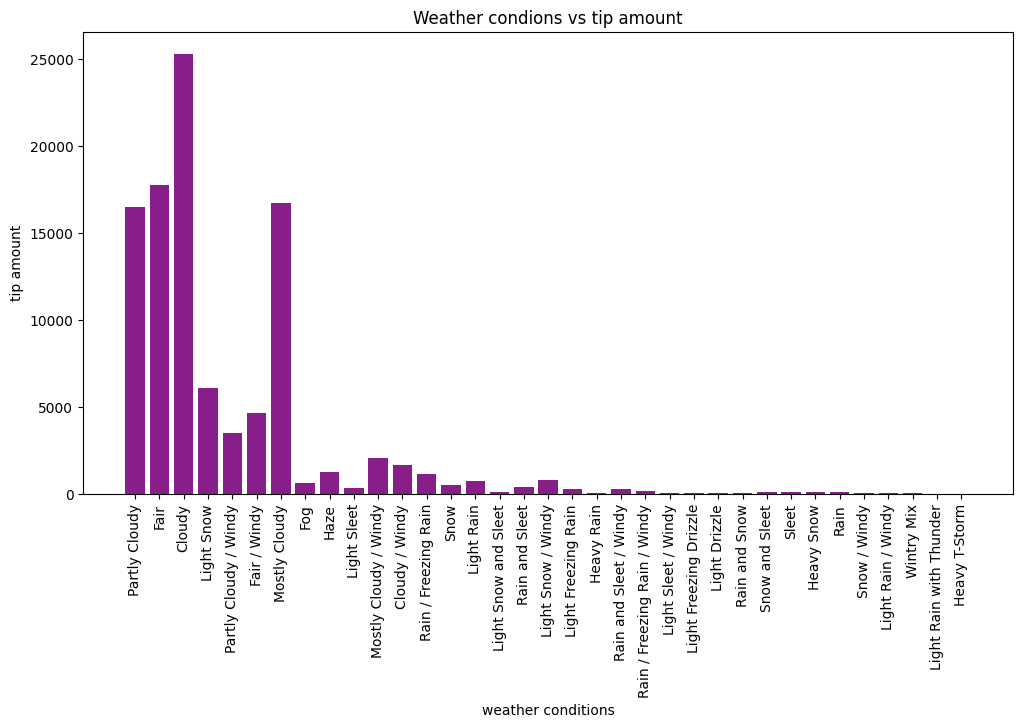 Weather condions vs tip amount
tip amount
25000
20000
15000
10000
5000
0
Partly Cloudy
Fair
Cloudy
Light Snow
Partly Cloudy / Windy
Fair / Windy
Mostly Cloudy
Fog
Haze
Light Sleet
Mostly Cloudy / Windy
Cloudy / Windy
Rain / Freezing Rain
Snow
Light Rain
Light Snow and Sleet
Rain and Sleet
Light Snow / Windy
Light Freezing Rain
Heavy Rain
Rain and Sleet / Windy
Rain / Freezing Rain / Windy
Light Sleet / Windy
Light Freezing Drizzle
Light Drizzle
Rain and Snow
Snow and Sleet
Sleet
Heavy Snow
Rain
Snow / Windy
Light Rain / Windy
Wintry Mix
Light Rain with Thunder
Heavy T-Storm
weather conditions